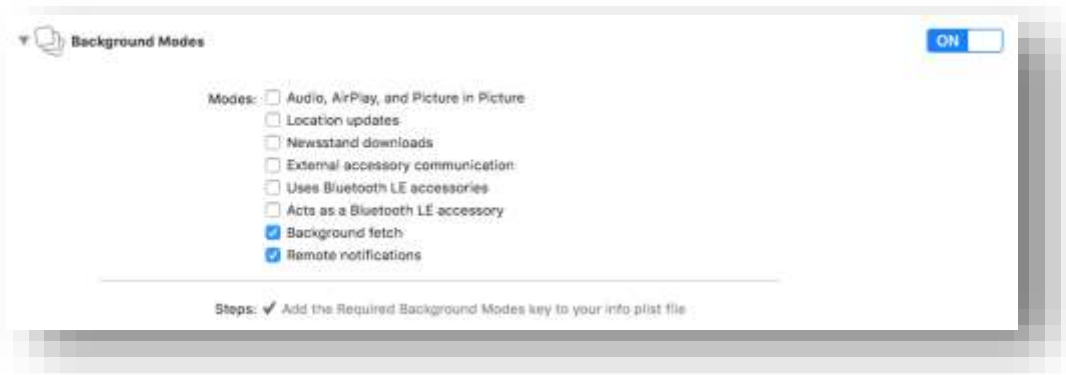 Background Modes
ON
Modes: Audio, AirPlay, and Picture in Picture
Location updates
Newsstand downloads
External accessory communication
Uses Bluetooth LE accessories
Acts as a Bluetooth LE accessory
Background fetch
Remote notifications
Steps: ✔ Add the Required Background Modes key to your info plist file